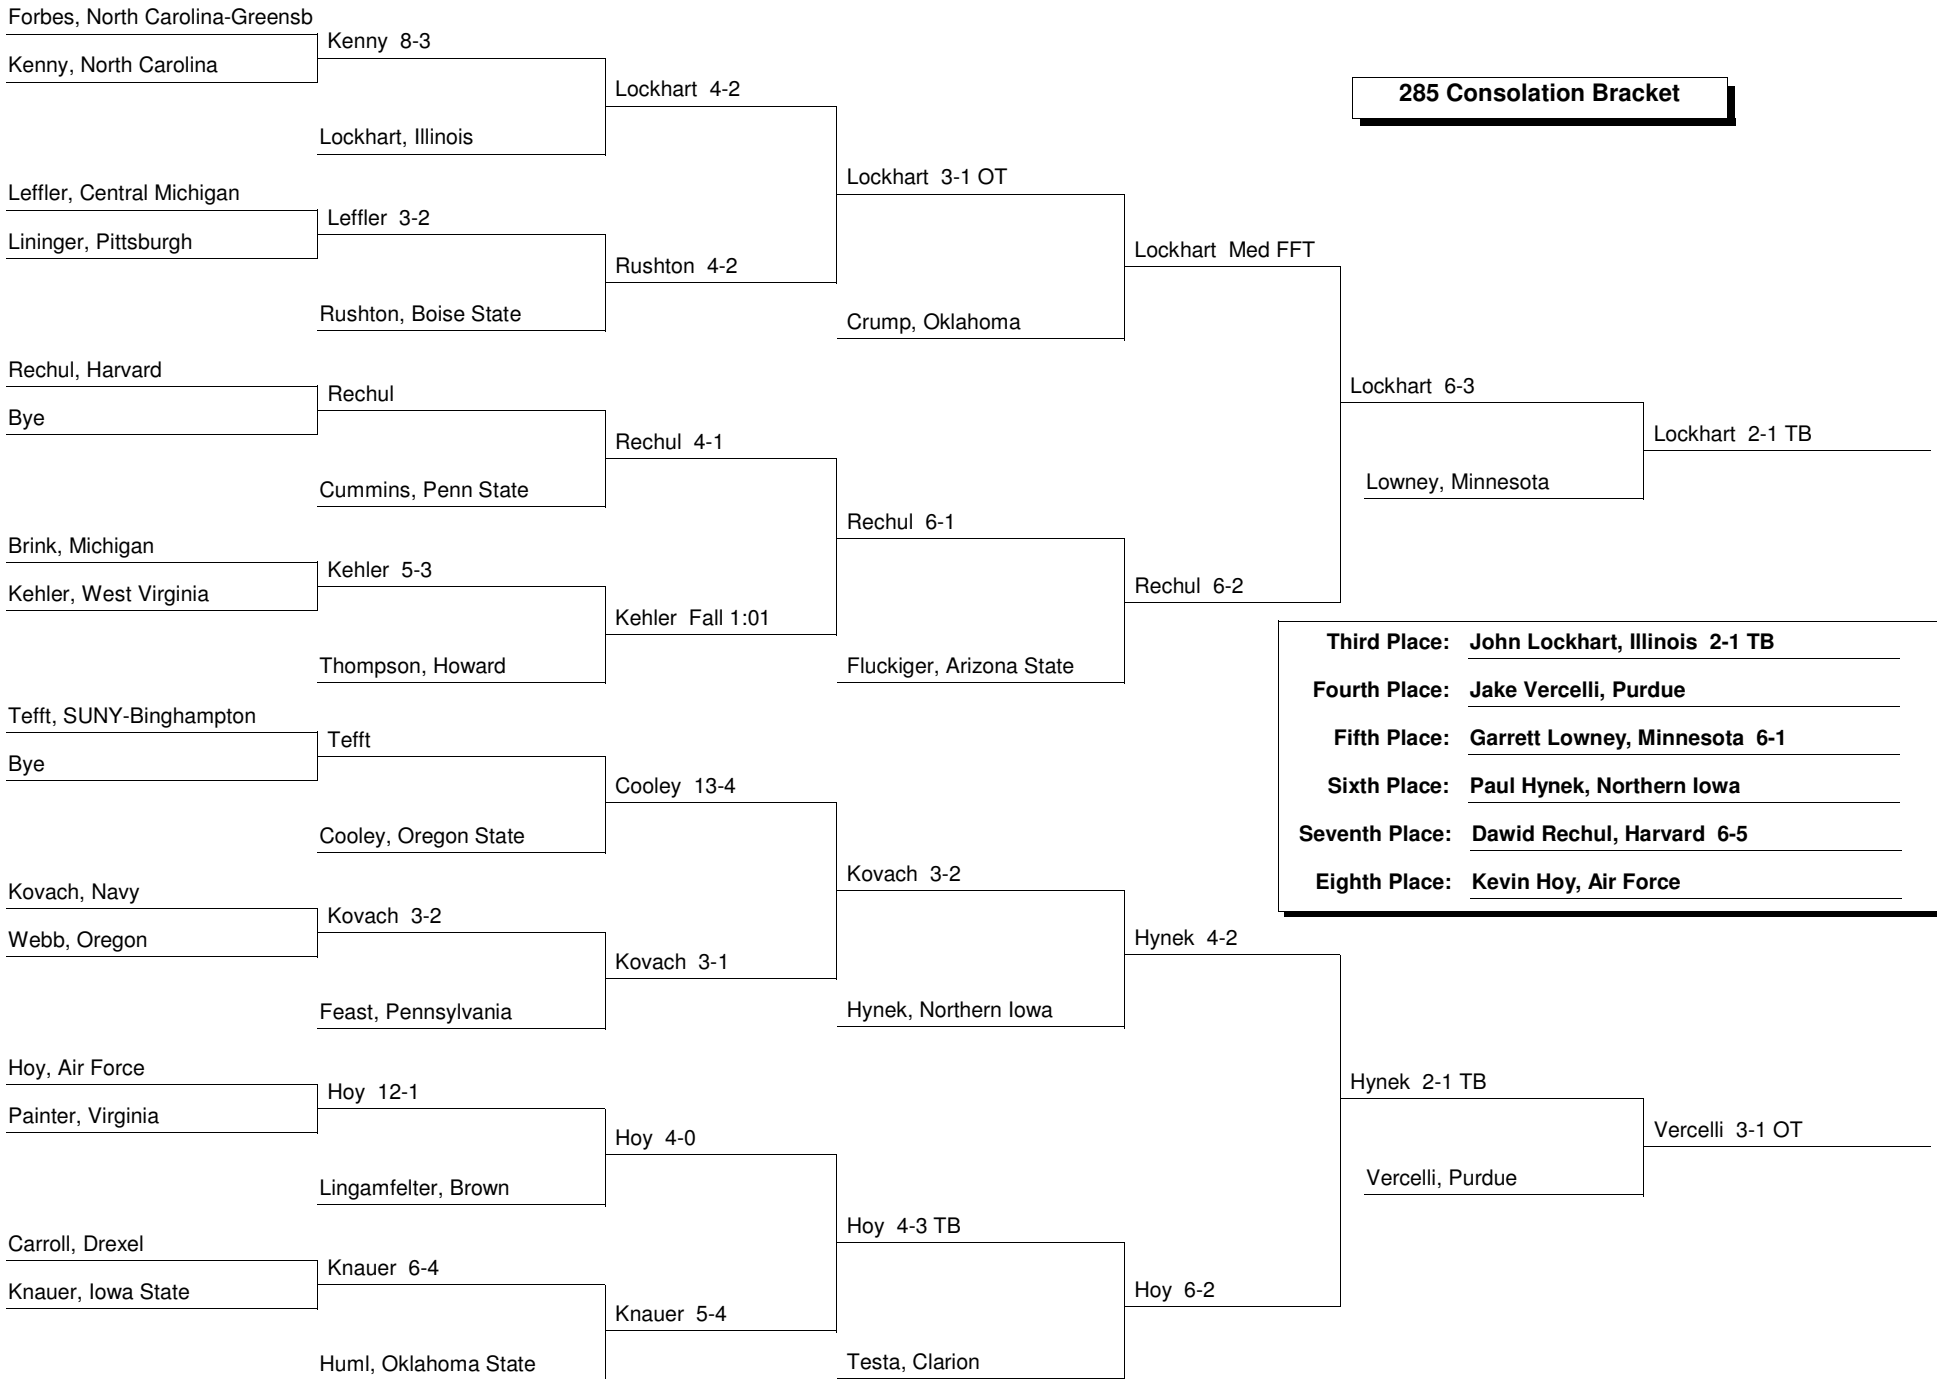 Forbes, North Carolina-Greensb
Kenny 8-3
Kenny, North Carolina
Lockhart 4-2
285 Consolation Bracket
Lockhart, Illinois
Lockhart 3-1 OT
Leffler, Central Michigan
Leffler 3-2
Lininger, Pittsburgh
Lockhart Med FFT
Rushton 4-2
Rushton, Boise State
Crump, Oklahoma
Rechul, Harvard
Rechul
Bye
Lockhart 6-3
Rechul 4-1
Lockhart 2-1 TB
Cummins, Penn State
Lowney, Minnesota
Rechul 6-1
Brink, Michigan
Kehler 5-3
Kehler, West Virginia
Rechul 6-2
Kehler Fall 1:01
Thompson, Howard
Fluckiger, Arizona State
Third Place: John Lockhart, Illinois 2-1 TB
Fourth Place: Jake Vercelli, Purdue
Fifth Place: Garrett Lowney, Minnesota 6-1
Sixth Place: Paul Hynek, Northern Iowa
Seventh Place: Dawid Rechul, Harvard 6-5
Eighth Place: Kevin Hoy, Air Force
Tefft, SUNY-Binghampton
Tefft
Bye
Cooley 13-4
Cooley, Oregon State
Kovach 3-2
Kovach, Navy
Kovach 3-2
Webb, Oregon
Hynek 4-2
Kovach 3-1
Feast, Pennsylvania
Hynek, Northern Iowa
Hoy, Air Force
Hoy 12-1
Painter, Virginia
Hynek 2-1 TB
Hoy 4-0
Vercelli 3-1 OT
Lingamfelter, Brown
Vercelli, Purdue
Hoy 4-3 TB
Carroll, Drexel
Knauer 6-4
Knauer, Iowa State
Hoy 6-2
Knauer 5-4
Huml, Oklahoma State
Testa, Clarion